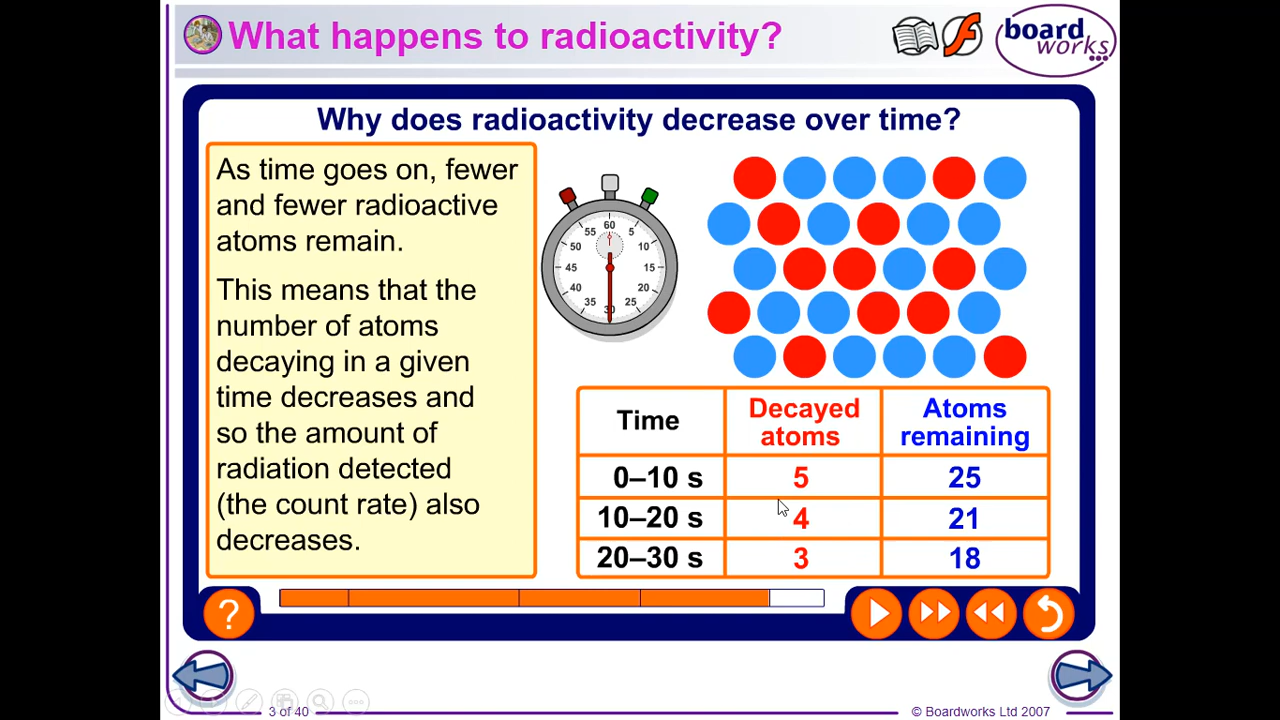 What happens to radioactivity?
board
works
Why does radioactivity decrease over time?
As time goes on, fewer
and fewer radioactive
atoms remain.
This means that the
number of atoms
decaying in a given
time decreases and
so the amount of
radiation detected
(the count rate) also
decreases.
60
55 5
50 10
45 15
40 20
35 25
30
Time Decayed atoms Atoms remaining
0–10 s 5 25
10–20 s 4 21
20–30 s 3 18
?
3 of 40
© Boardworks Ltd 2007